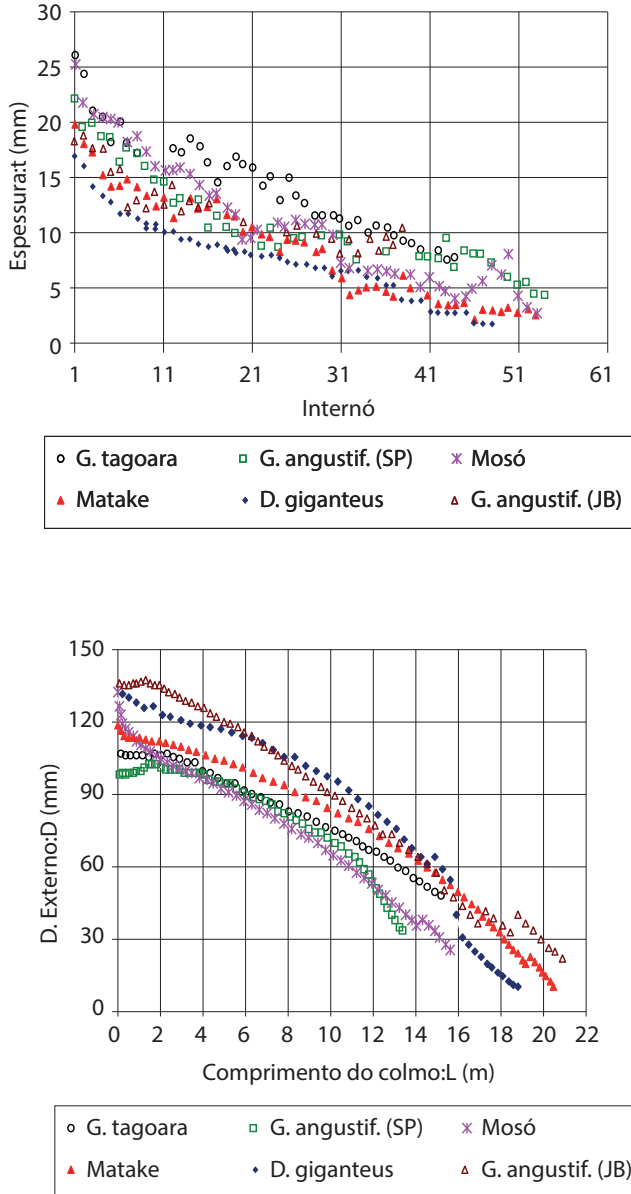 30
25
20
15
10
5
0
Espessura:t (mm)
1 11 21 31 41 51 61
Internó
G. tagoara G. angustif. (SP) Mosó
Matake D. giganteus G. angustif. (JB)
150
120
90
60
30
0
D. Externo:D (mm)
0 2 4 6 8 10 12 14 16 18 20 22
Comprimento do colmo:L (m)
G. tagoara G. angustif. (SP) Mosó
Matake D. giganteus G. angustif. (JB)